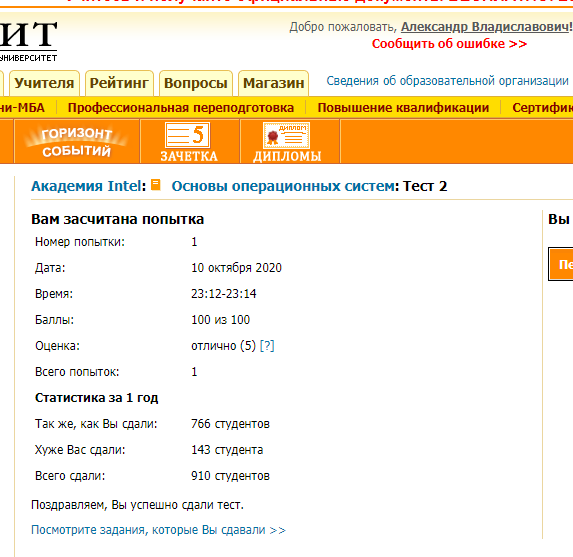 ИТ
УНИВЕРСИТЕТ
Добро пожаловать, Александр Владиславович!
Сообщить об ошибке >>
Учителя Рейтинг Вопросы Магазин
Сведения об образовательной организации
ни-МБА Профессиональная переподготовка Повышение квалификации Сертифик
ГОРИЗОНТ СОБЫТИЙ
5 ЗАЧЕТКА
ДИПЛОМ ДИПЛОМЫ
Академия Intel: Основы операционных систем: Тест 2
Вам засчитана попытка
Номер попытки: 1
Дата: 10 октября 2020
Время: 23:12-23:14
Баллы: 100 из 100
Оценка: отлично (5) [?]
Всего попыток: 1
Статистика за 1 год
Так же, как Вы сдали: 766 студентов
Хуже Вас сдали: 143 студента
Всего сдали: 910 студентов
Поздравляем, Вы успешно сдали тест.
Посмотрите задания, которые Вы сдавали >>
Вы
Пе